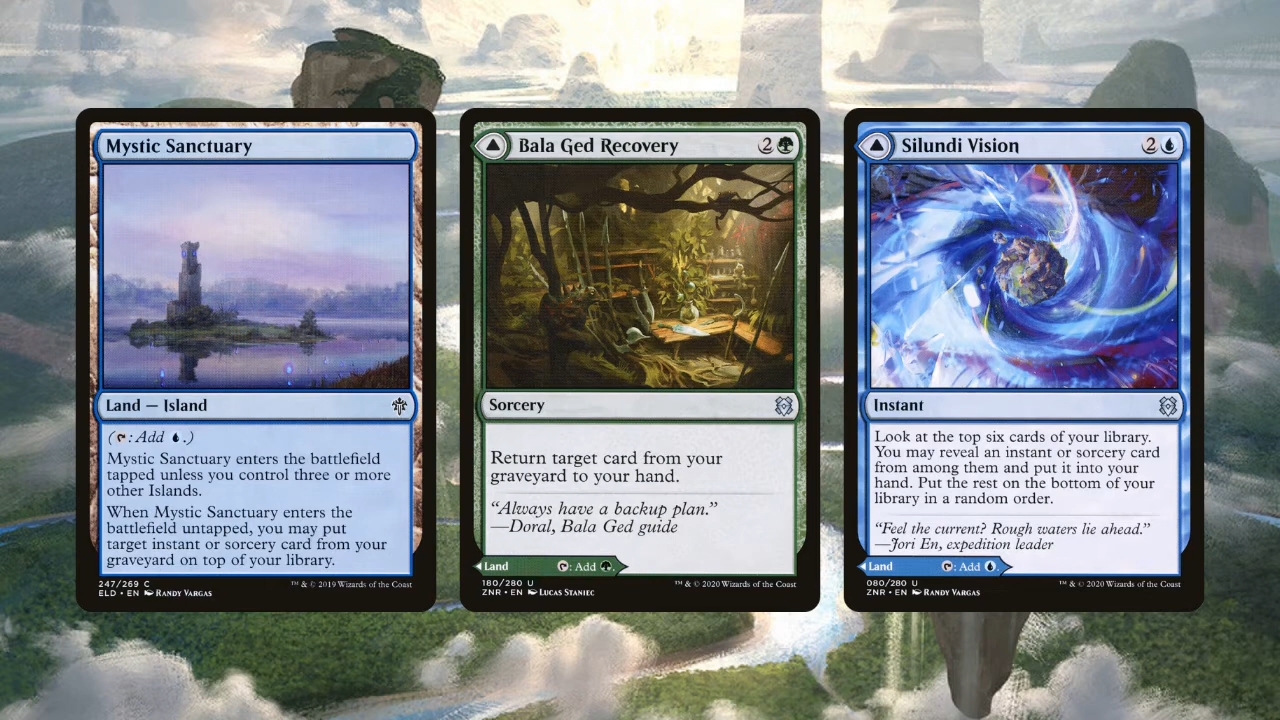 Mystic Sanctuary
Land — Island
(T: Add .)
Mystic Sanctuary enters the battlefield
tapped unless you control three or more
other Islands.
When Mystic Sanctuary enters the
battlefield untapped, you may put
target instant or sorcery card from your
graveyard on top of your library.
247/269 C
ELD • EN Randy Vargas
™ & © 2019 Wizards of the Coast
Bala Ged Recovery 2
Sorcery
Return target card from your
graveyard to your hand.
“Always have a backup plan.”
—Doral, Bala Ged guide
Land
T: Add .
180/280 U
ZNR • EN Lucas Staniec
™ & © 2020 Wizards of the Coast
Silundi Vision 2
Instant
Look at the top six cards of your library.
You may reveal an instant or sorcery card
from among them and put it into your
hand. Put the rest on the bottom of your
library in a random order.
“Feel the current? Rough waters lie ahead.”
—Jori En, expedition leader
Land
T: Add .
080/280 U
ZNR • EN Randy Vargas
™ & © 2020 Wizards of the Coast